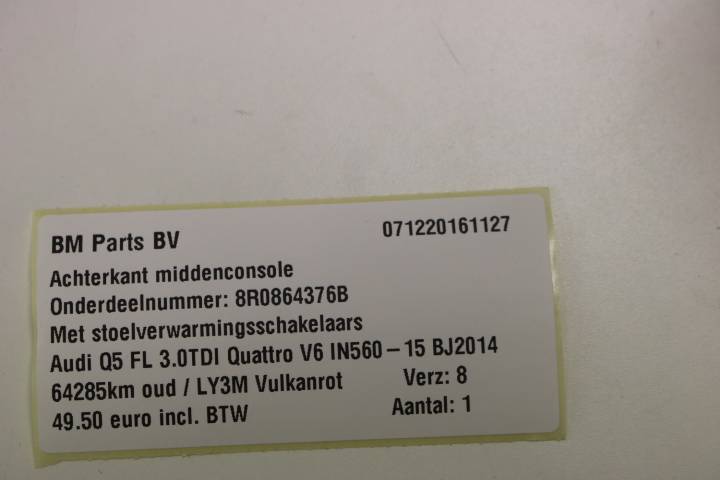 BM Parts BV 071220161127
Achterkant middenconsole
Onderdeelnummer: 8R0864376B
Met stoelverwarmingsschakelaars
Audi Q5 FL 3.0TDI Quattro V6 IN560-15 BJ2014
64285km oud / LY3M Vulkanrot Verz: 8
49.50 euro incl. BTW Aantal: 1